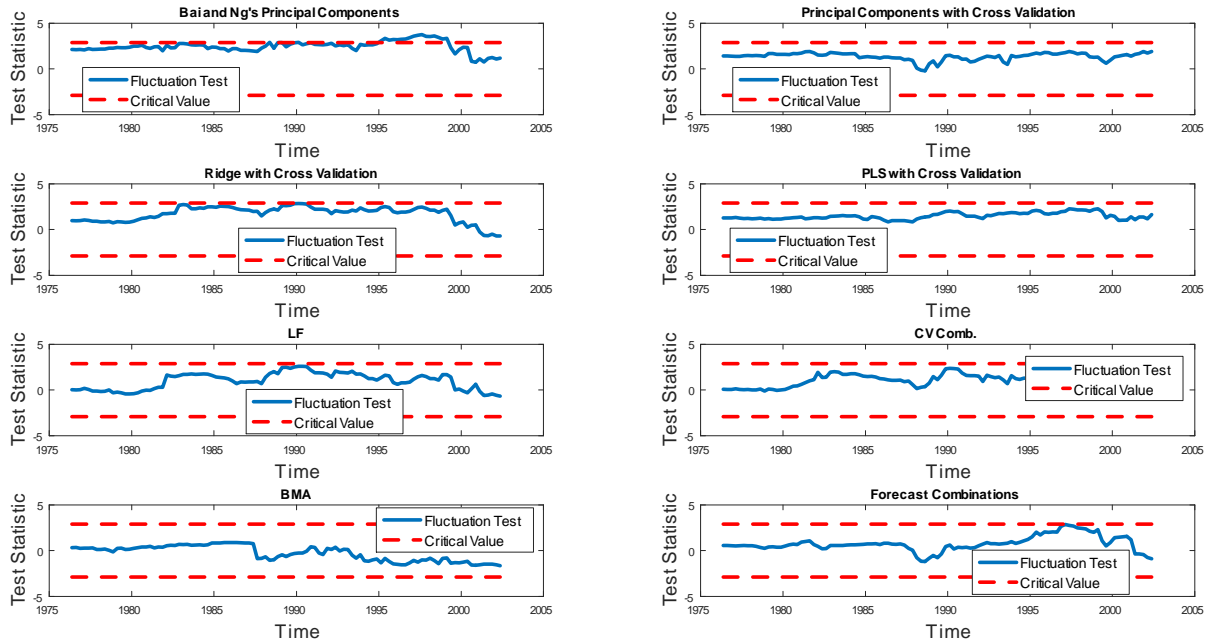 Bai and Ng's Principal Components
Test Statistic
5
0
-5
Fluctuation Test
Critical Value
1975 1980 1985 1990 1995 2000 2005
Time
Principal Components with Cross Validation
Test Statistic
5
0
-5
Fluctuation Test
Critical Value
1975 1980 1985 1990 1995 2000 2005
Time
Ridge with Cross Validation
Test Statistic
5
0
-5
Fluctuation Test
Critical Value
1975 1980 1985 1990 1995 2000 2005
Time
PLS with Cross Validation
Test Statistic
5
0
-5
Fluctuation Test
Critical Value
1975 1980 1985 1990 1995 2000 2005
Time
LF
Test Statistic
5
0
-5
Fluctuation Test
Critical Value
1975 1980 1985 1990 1995 2000 2005
Time
CV Comb.
Test Statistic
5
0
-5
Fluctuation Test
Critical Value
1975 1980 1985 1990 1995 2000 2005
Time
BMA
Test Statistic
5
0
-5
Fluctuation Test
Critical Value
1975 1980 1985 1990 1995 2000 2005
Time
Forecast Combinations
Test Statistic
5
0
-5
Fluctuation Test
Critical Value
1975 1980 1985 1990 1995 2000 2005
Time